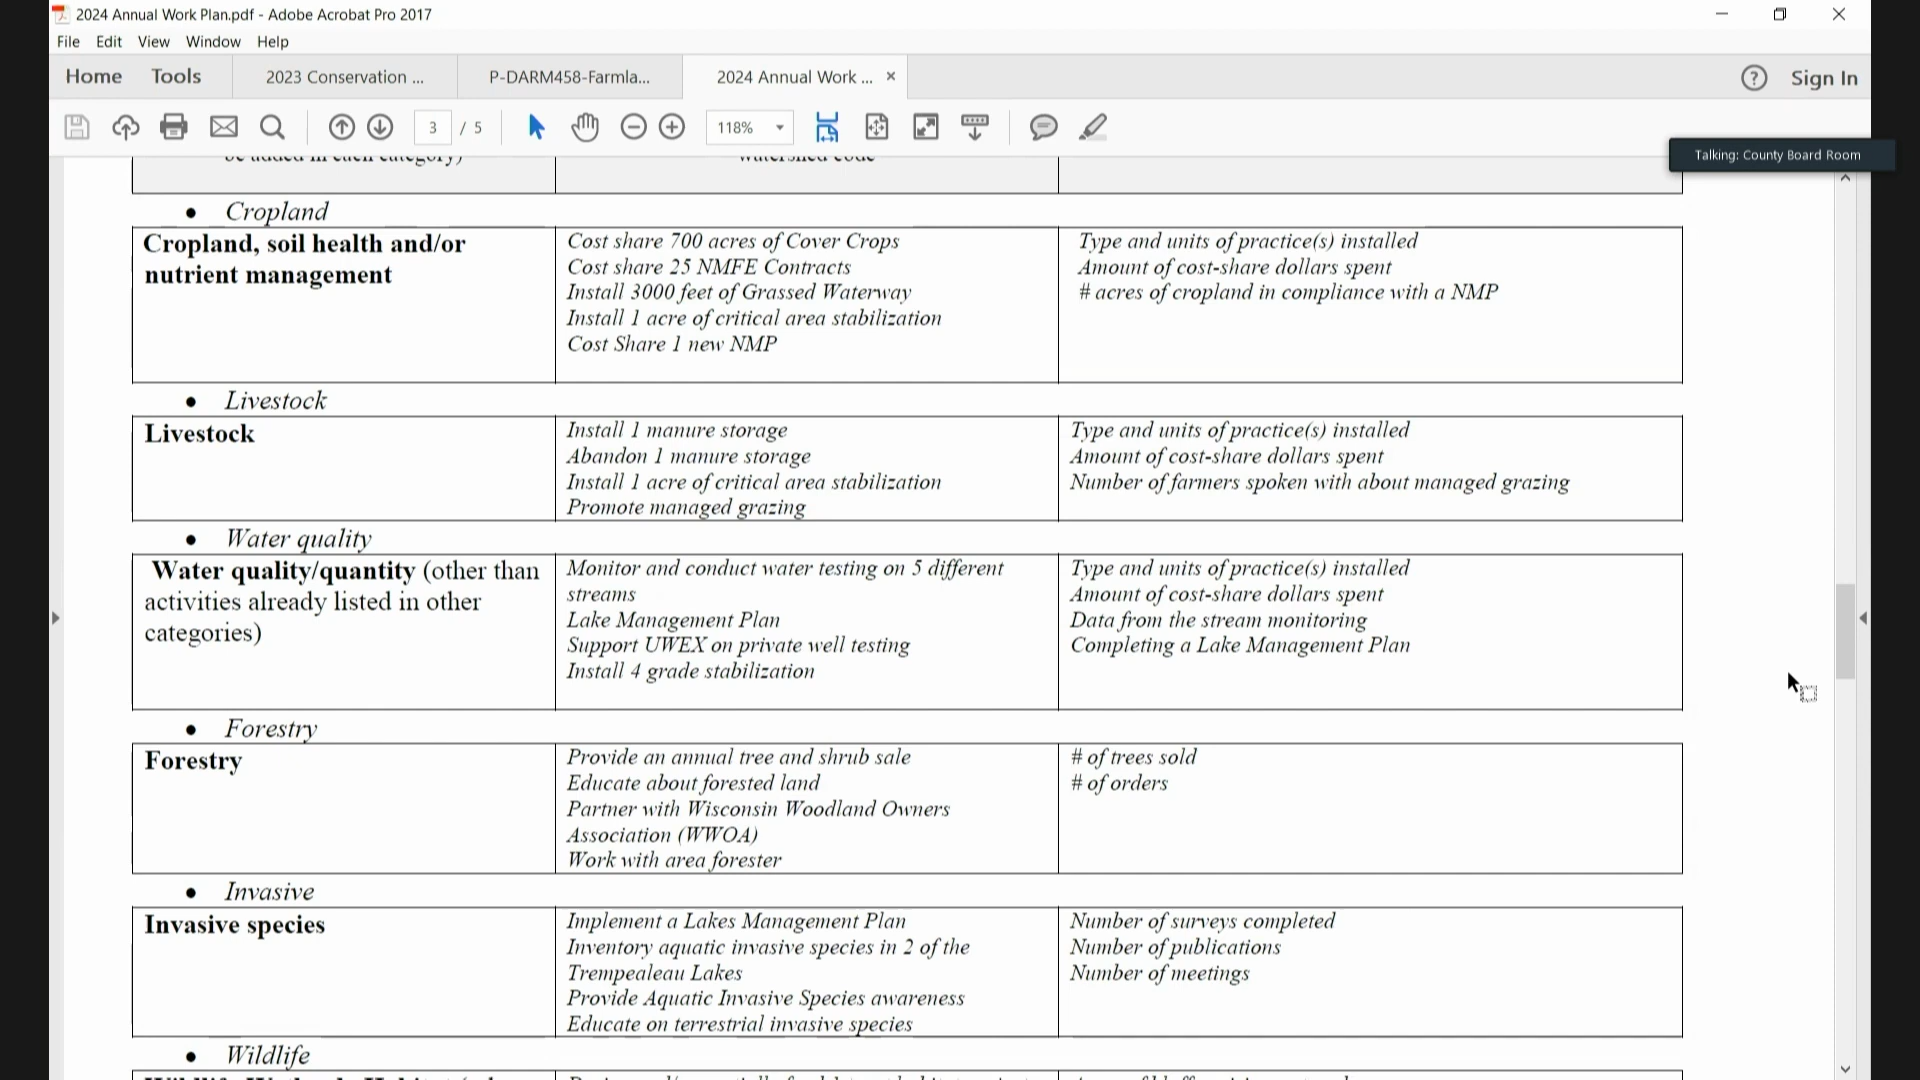 2024 Annual Work Plan.pdf - Adobe Acrobat Pro 2017
File Edit View Window Help
Home Tools 2023 Conservation ... P-DARM458-Farmla... 2024 Annual Work ... Sign In
3 / 5 118%
Talking: County Board Room
be added in each category)
watershed code
• Cropland
Cropland, soil health and/or
nutrient management
Cost share 700 acres of Cover Crops
Cost share 25 NMFE Contracts
Install 3000 feet of Grassed Waterway
Install 1 acre of critical area stabilization
Cost Share 1 new NMP
Type and units of practice(s) installed
Amount of cost-share dollars spent
# acres of cropland in compliance with a NMP
• Livestock
Livestock
Install 1 manure storage
Abandon 1 manure storage
Install 1 acre of critical area stabilization
Promote managed grazing
Type and units of practice(s) installed
Amount of cost-share dollars spent
Number of farmers spoken with about managed grazing
• Water quality
Water quality/quantity (other than
activities already listed in other
categories)
Monitor and conduct water testing on 5 different
streams
Lake Management Plan
Support UWEX on private well testing
Install 4 grade stabilization
Type and units of practice(s) installed
Amount of cost-share dollars spent
Data from the stream monitoring
Completing a Lake Management Plan
• Forestry
Forestry
Provide an annual tree and shrub sale
Educate about forested land
Partner with Wisconsin Woodland Owners
Association (WWOA)
Work with area forester
# of trees sold
# of orders
• Invasive
Invasive species
Implement a Lakes Management Plan
Inventory aquatic invasive species in 2 of the
Trempealeau Lakes
Provide Aquatic Invasive Species awareness
Educate on terrestrial invasive species
Number of surveys completed
Number of publications
Number of meetings
• Wildlife